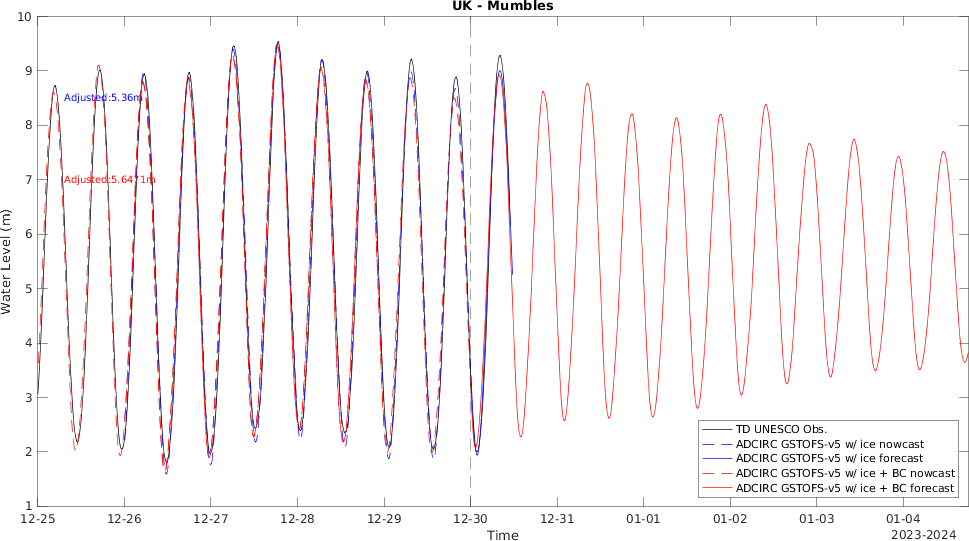 UK - Mumbles
10
9
8
7
6
5
4
3
2
1
Water Level (m)
Adjusted:5.36m
Adjusted:5.6471m
TD UNESCO Obs.
ADCIRC GSTOFS-v5 w/ ice nowcast
ADCIRC GSTOFS-v5 w/ ice forecast
ADCIRC GSTOFS-v5 w/ ice + BC nowcast
ADCIRC GSTOFS-v5 w/ ice + BC forecast
12-25 12-26 12-27 12-28 12-29 12-30 12-31 01-01 01-02 01-03 01-04
Time
2023-2024